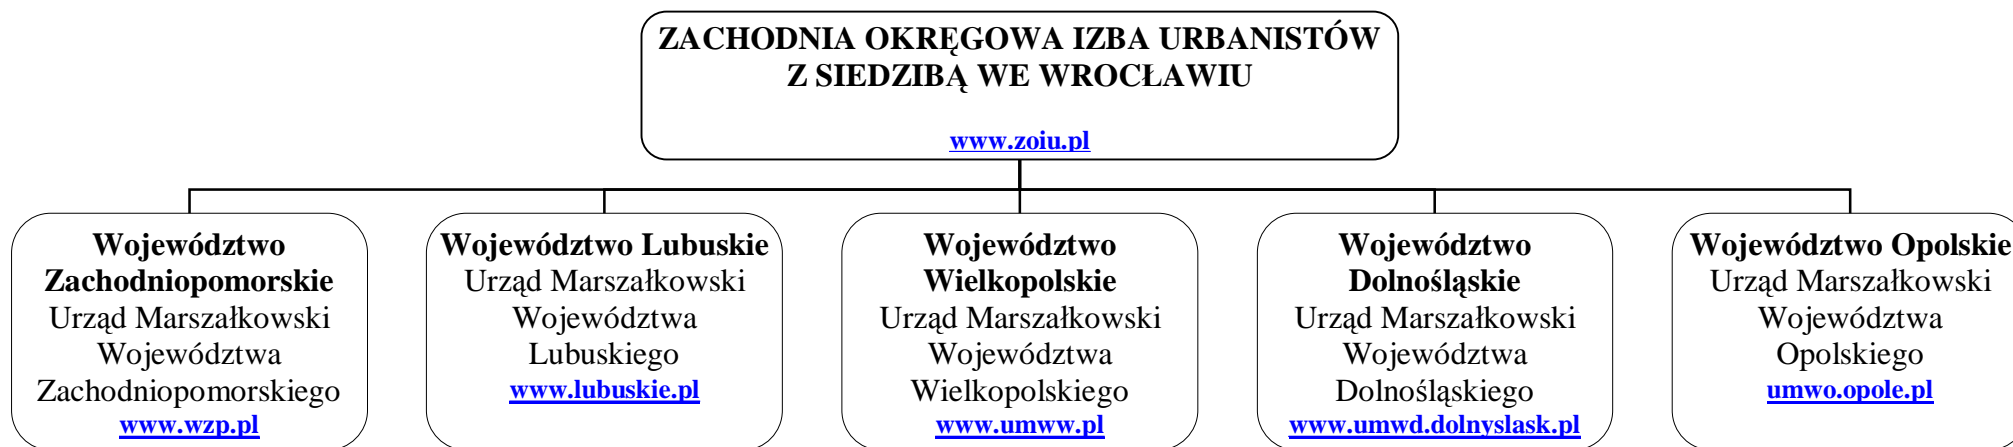 ZACHODNIA OKRĘGOWA IZBA URBANISTÓW
Z SIEDZIBĄ WE WROCŁAWIU
www.zoiu.pl
Województwo
Zachodniopomorskie
Urząd Marszałkowski
Województwa
Zachodniopomorskiego
www.wzp.pl
Województwo Lubuskie
Urząd Marszałkowski
Województwa
Lubuskiego
www.lubuskie.pl
Województwo
Wielkopolskie
Urząd Marszałkowski
Województwa
Wielkopolskiego
www.umww.pl
Województwo
Dolnośląskie
Urząd Marszałkowski
Województwa
Dolnośląskiego
www.umwd.dolnyslask.pl
Województwo Opolskie
Urząd Marszałkowski
Województwa
Opolskiego
umwo.opole.pl